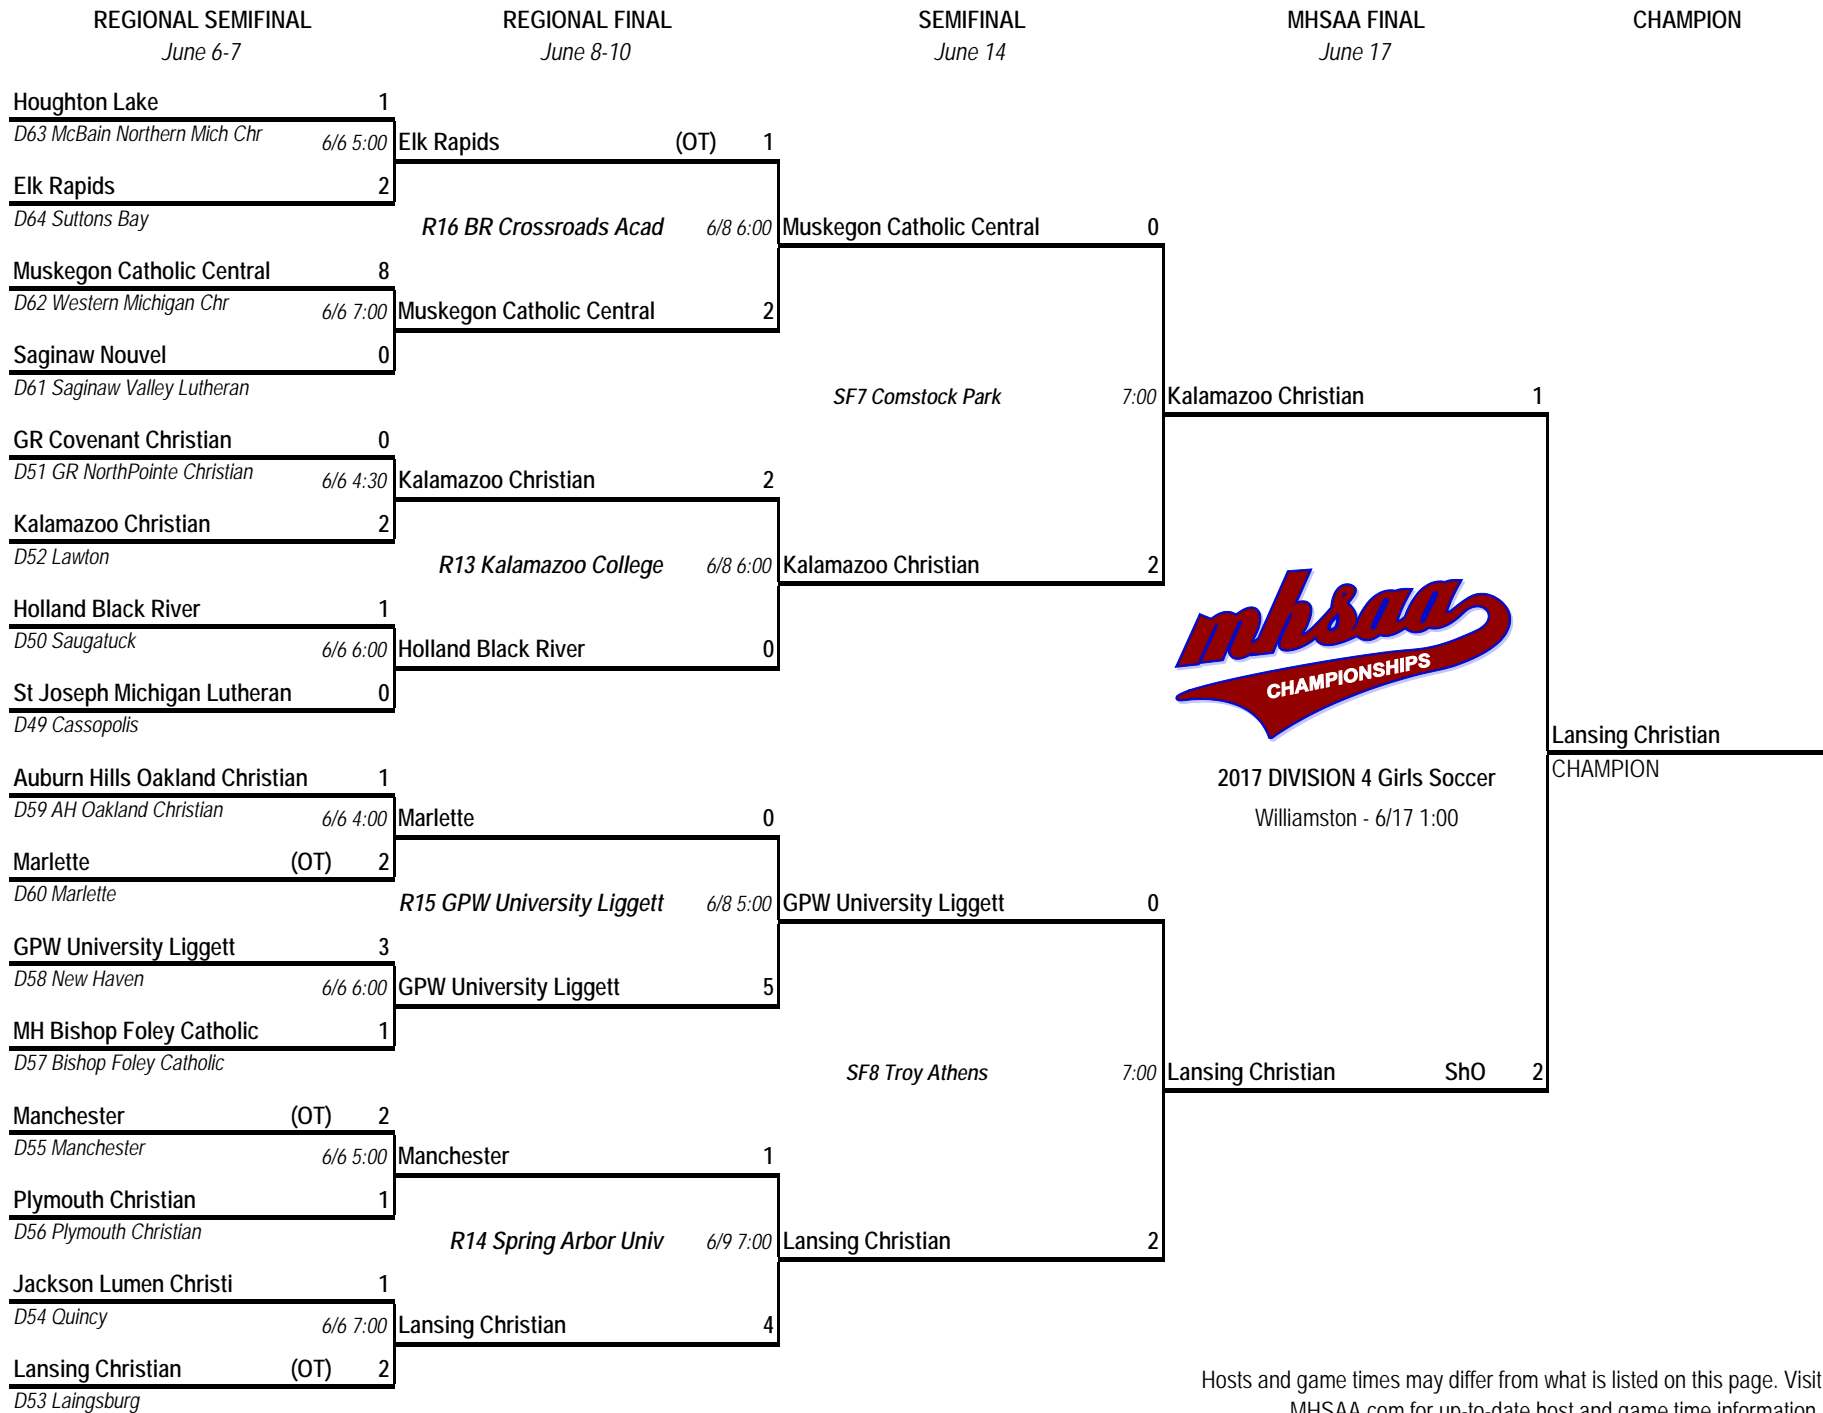 REGIONAL SEMIFINAL REGIONAL FINAL SEMIFINAL MHSAA FINAL CHAMPION
June 6-7 June 8-10 June 14 June 17
Houghton Lake 1
D63 McBain Northern Mich Chr 6/6 5:00 Elk Rapids (OT) 1
Elk Rapids 2
D64 Suttons Bay
R16 BR Crossroads Acad 6/8 6:00 Muskegon Catholic Central 0
Muskegon Catholic Central 8
D62 Western Michigan Chr 6/6 7:00 Muskegon Catholic Central 2
Saginaw Nouvel 0
D61 Saginaw Valley Lutheran
SF7 Comstock Park 7:00 Kalamazoo Christian 1
GR Covenant Christian 0
D51 GR NorthPointe Christian 6/6 4:30 Kalamazoo Christian 2
Kalamazoo Christian 2
D52 Lawton
R13 Kalamazoo College 6/8 6:00 Kalamazoo Christian 2
Holland Black River 1
D50 Saugatuck 6/6 6:00 Holland Black River 0
mhsaa
CHAMPIONSHIPS
St Joseph Michigan Lutheran 0
D49 Cassopolis
Lansing Christian
CHAMPION
Auburn Hills Oakland Christian 1
2017 DIVISION 4 Girls Soccer
D59 AH Oakland Christian 6/6 4:00 Marlette 0
Williamston - 6/17 1:00
Marlette (OT) 2
D60 Marlette
R15 GPW University Liggett 6/8 5:00 GPW University Liggett 0
GPW University Liggett 3
D58 New Haven 6/6 6:00 GPW University Liggett 5
MH Bishop Foley Catholic 1
D57 Bishop Foley Catholic
SF8 Troy Athens 7:00 Lansing Christian ShO 2
Manchester (OT) 2
D55 Manchester 6/6 5:00 Manchester 1
Plymouth Christian 1
D56 Plymouth Christian
R14 Spring Arbor Univ 6/9 7:00 Lansing Christian 2
Jackson Lumen Christi 1
D54 Quincy 6/6 7:00 Lansing Christian 4
Lansing Christian (OT) 2
D53 Laingsburg
Hosts and game times may differ from what is listed on this page. Visit
MHSAA.com for up-to-date host and game time information.